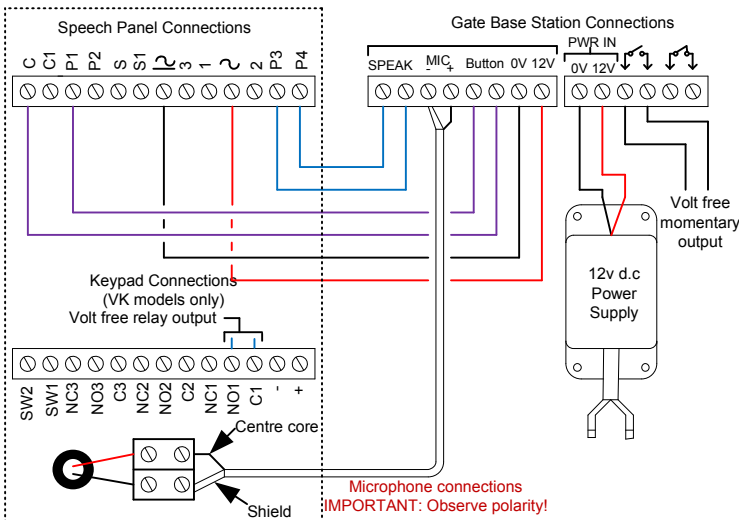 Speech Panel Connections
C C1 P1 P2 S S1 3 1 2 P3 P4
Gate Base Station Connections
PWR IN
SPEAK MIC Button 0V 12V
- +
0V 12V
Volt free
momentary
output
12v d.c
Power
Supply
Keypad Connections
(VK models only)
Volt free relay output
SW2 SW1 NC3 NO3 C3 NC2 NO2 C2 NC1 NO1 C1 - +
Centre core
Shield
Microphone connections
IMPORTANT: Observe polarity!